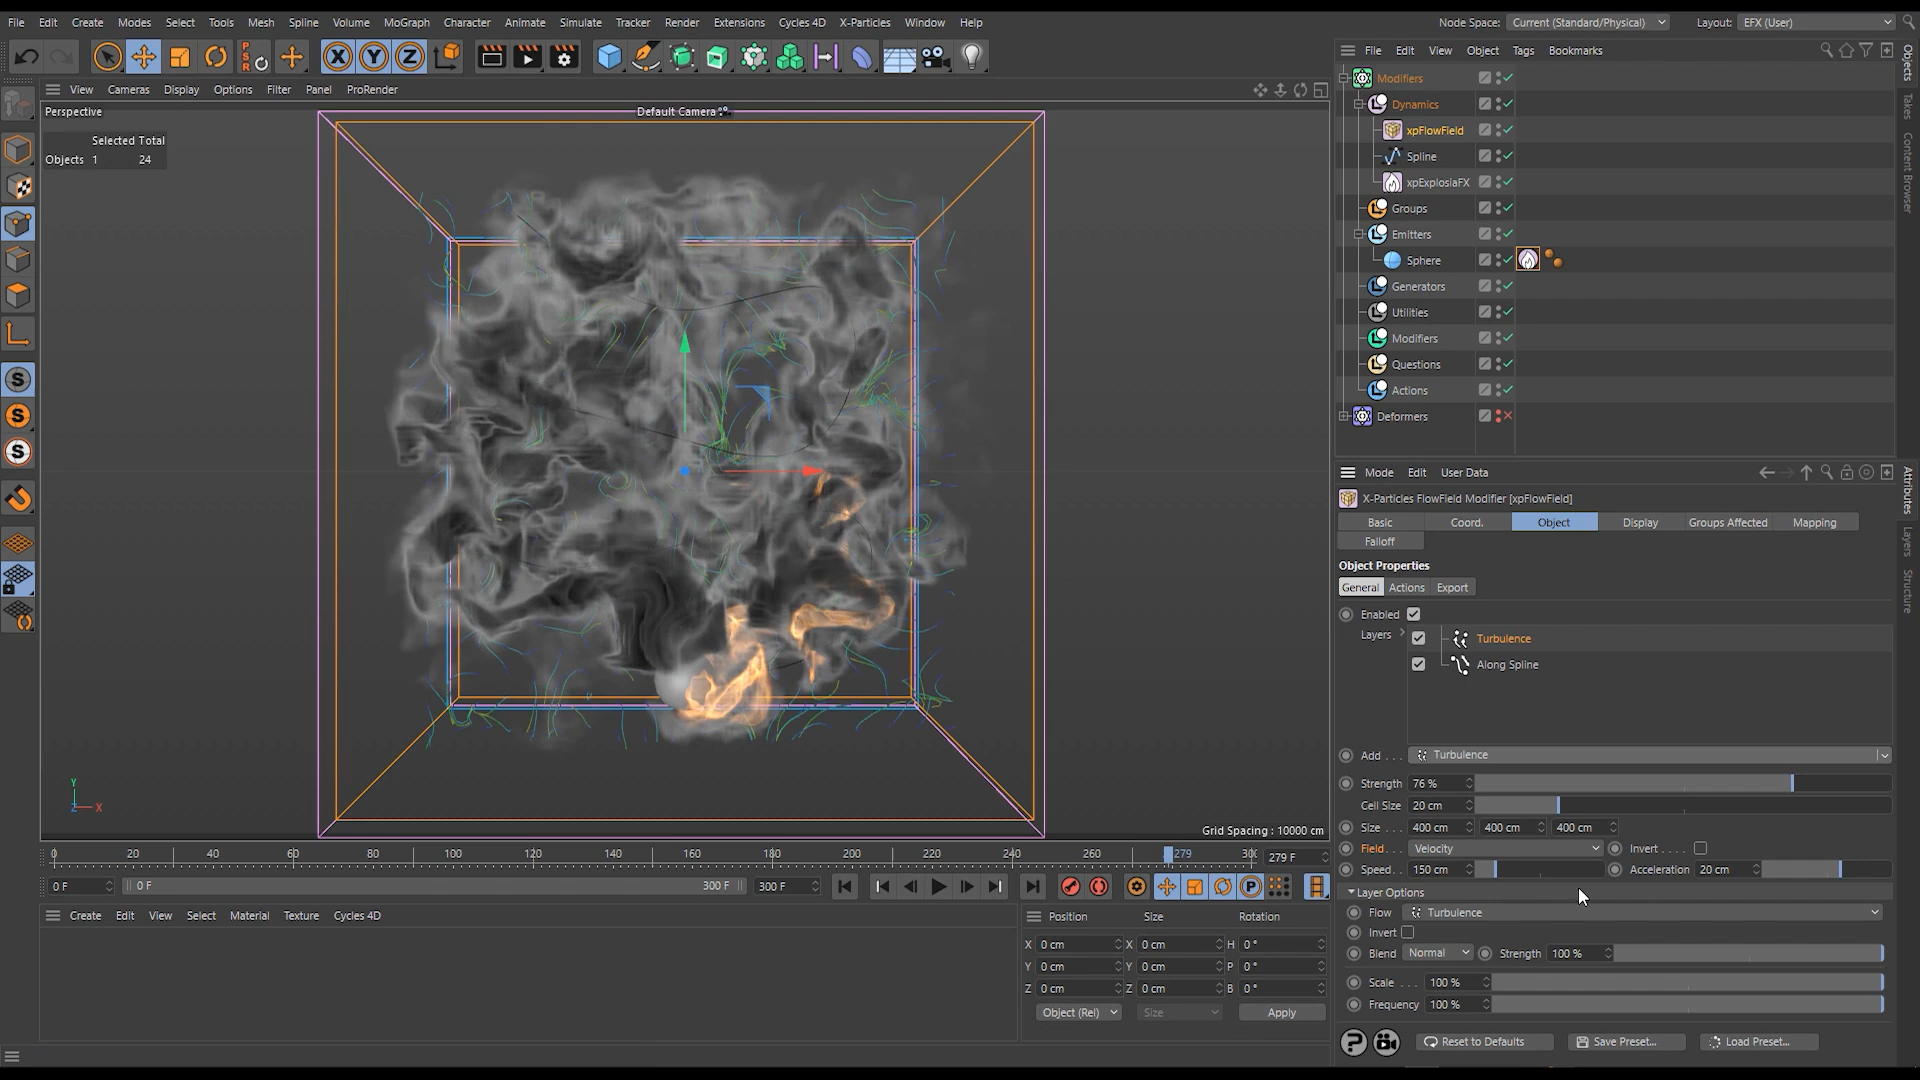 File Edit Create Modes Select Tools Mesh Spline Volume MoGraph Character Animate Simulate Tracker Render Extensions Cycles 4D X-Particles Window Help Node Space: Current (Standard/Physical) Layout: EFX (User)
PSR X Y Z
File Edit View Object Tags Bookmarks
View Cameras Display Options Filter Panel ProRender
Perspective Default Camera
Selected Total
Objects 1 24
Modifiers
Dynamics
xpFlowField
Spline
xpExplosiaFX
Groups
Emitters
Sphere
Generators
Utilities
Modifiers
Questions
Actions
Deformers
Objects
Takes
Content Browser
Mode Edit User Data
Attributes
Layers
Structure
X-Particles FlowField Modifier [xpFlowField]
Basic Coord. Object Display Groups Affected Mapping
Falloff
Object Properties
General Actions Export
Enabled
Layers Turbulence
Along Spline
Add . . . Turbulence
Strength 76 %
Cell Size 20 cm
Size . . . 400 cm 400 cm 400 cm
Field. . . Velocity Invert . . . .
Speed. . 150 cm Acceleration 20 cm
Layer Options
Flow Turbulence
Invert
Blend Normal Strength 100 %
Scale . . . 100 %
Frequency 100 %
Reset to Defaults Save Preset... Load Preset...
Y
Z X
Grid Spacing : 10000 cm
0 20 40 60 80 100 120 140 160 180 200 220 240 260 279 30 279 F
0 F 0 F 300 F 300 F
Create Edit View Select Material Texture Cycles 4D
Position Size Rotation
X 0 cm X 0 cm H 0 °
Y 0 cm Y 0 cm P 0 °
Z 0 cm Z 0 cm B 0 °
Object (Rel) Size Apply